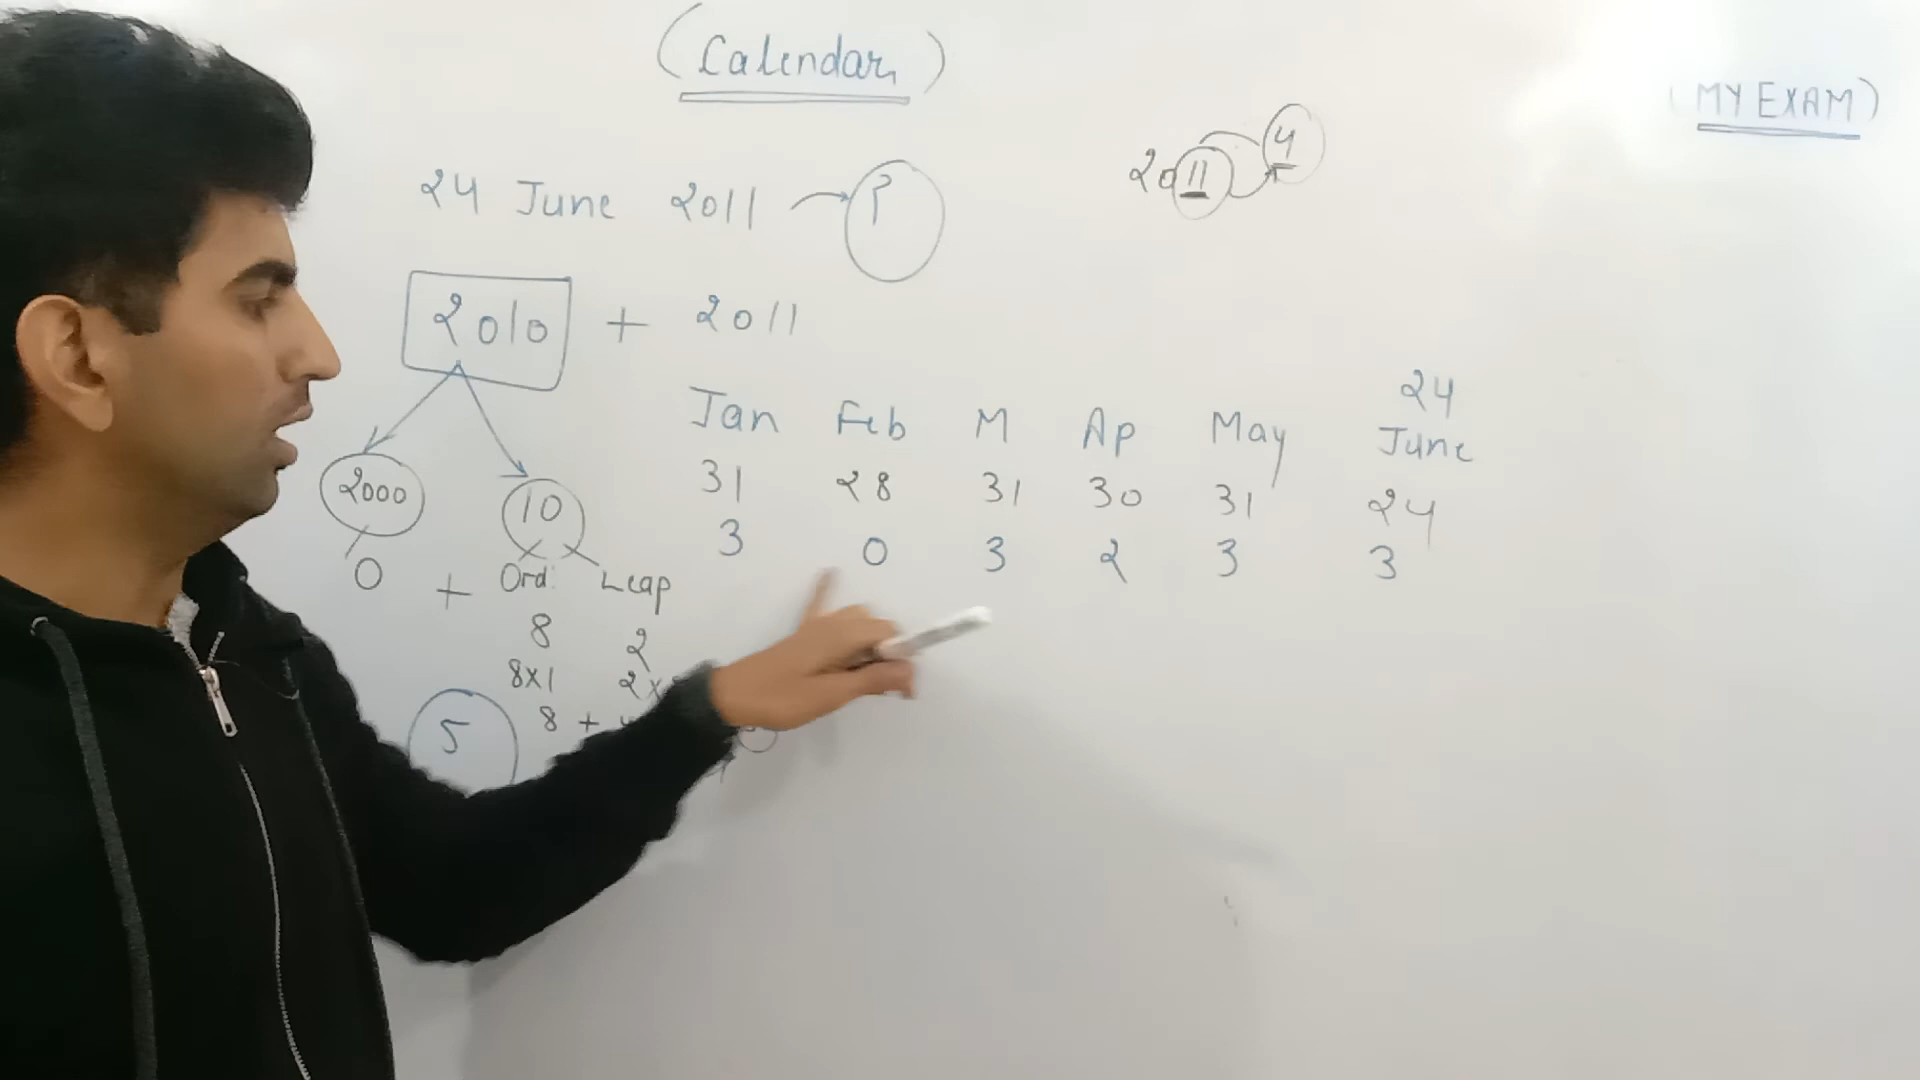 (Calendar)
(MY EXAM)
24 June 2011 → ?
2011 4
2010 + 2011
24
Jan Feb M Ap May June
31 28 31 30 31 24
3 0 3 2 3 3
2000 10
0 + Ord: Leap
8 2
8x1 2x
8 +
5